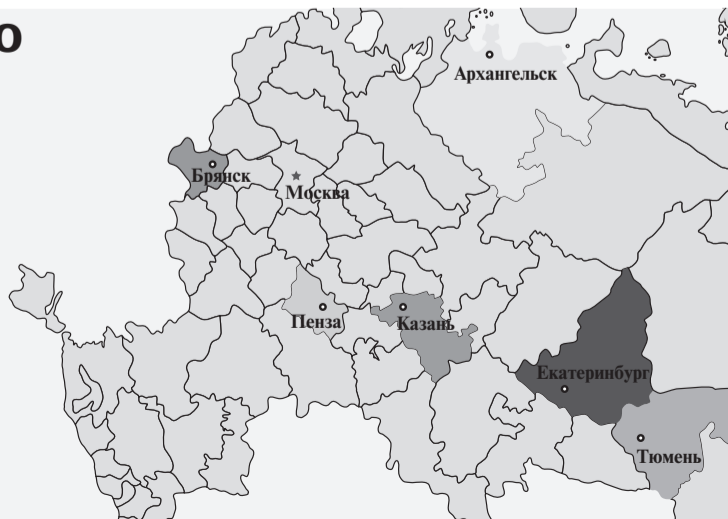 о
Архангельск
Брянск
Москва
Пенза
Казань
Екатеринбург
Тюмень